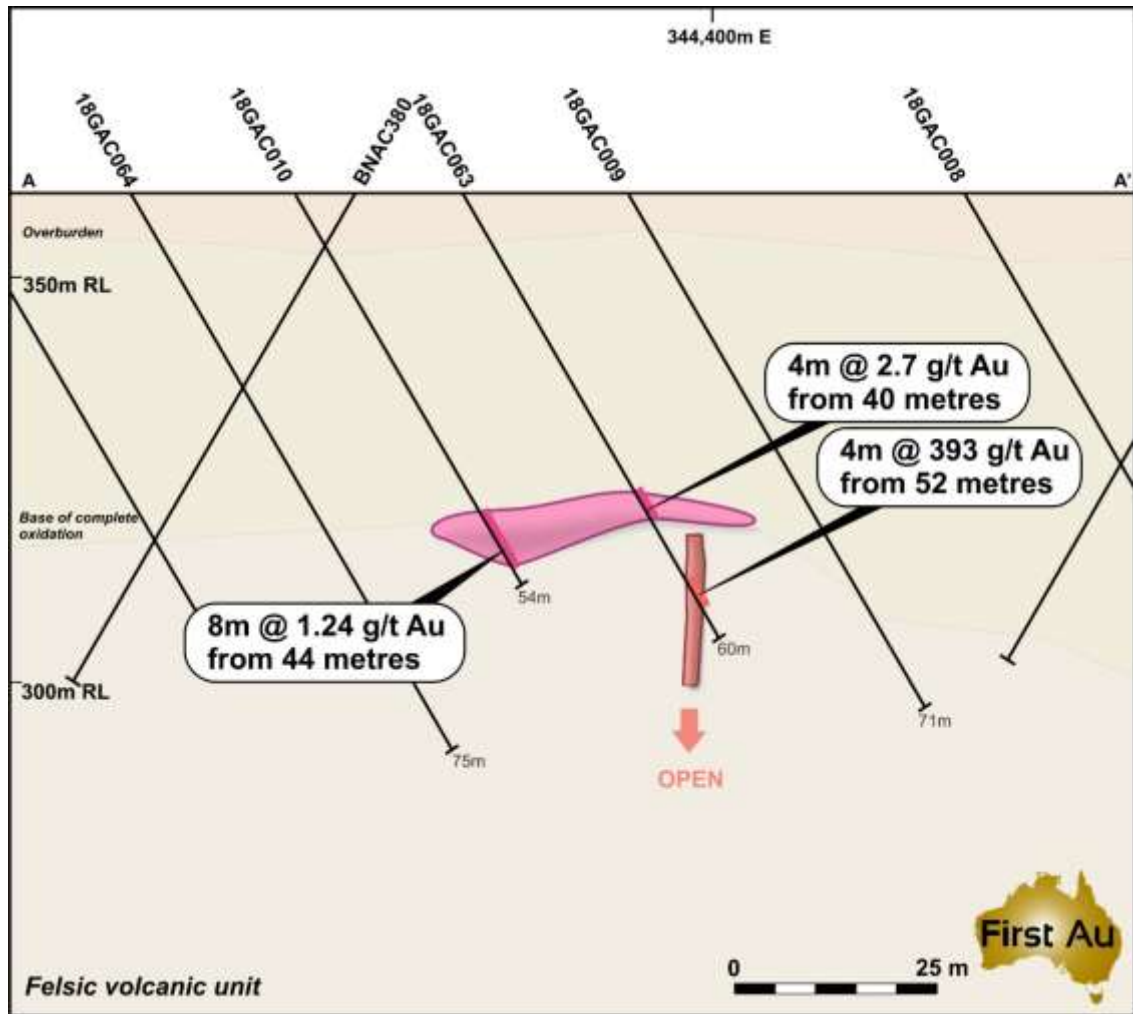 344,400m E
18GAC064
18GAC010
BNAC380
18GAC063
18GAC009
18GAC008
A
A'
Overburden
350m RL
4m @ 2.7 g/t Au
from 40 metres
4m @ 393 g/t Au
from 52 metres
Base of complete
oxidation
54m
8m @ 1.24 g/t Au
from 44 metres
60m
300m RL
71m
75m
OPEN
First Au
0
25 m
Felsic volcanic unit